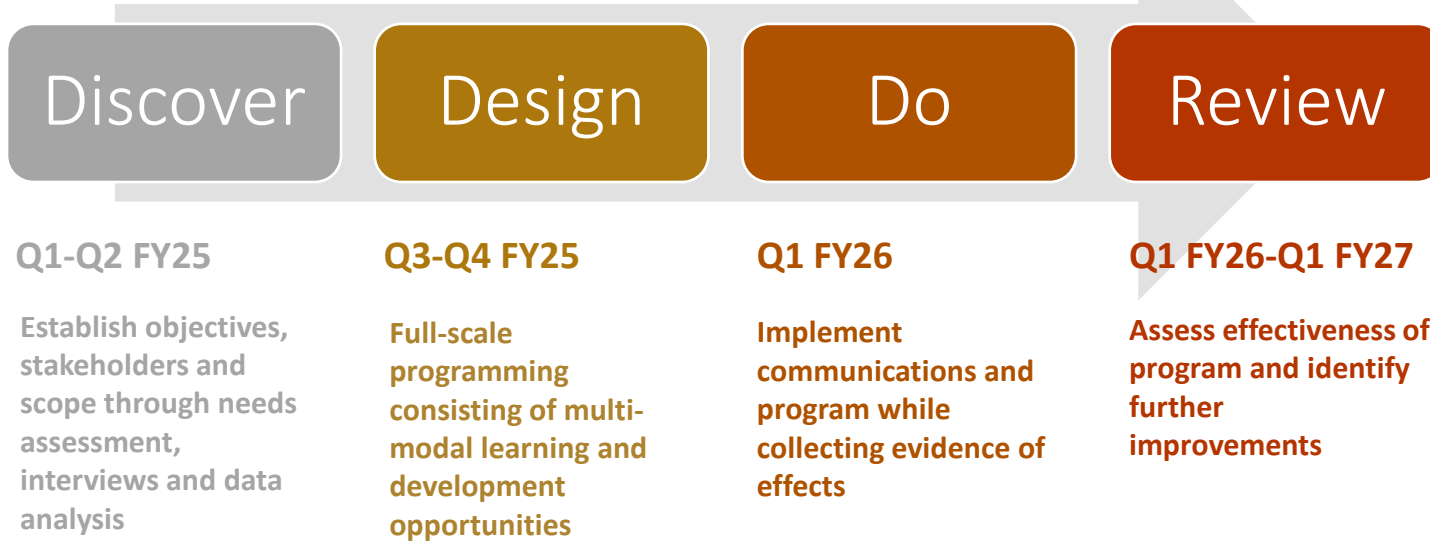 Discover
Design
Do
Review
Q1-Q2 FY25
Establish objectives,
stakeholders and
scope through needs
assessment,
interviews and data
analysis
Q3-Q4 FY25
Full-scale
programming
consisting of multi-
modal learning and
development
opportunities
Q1 FY26
Implement
communications and
program while
collecting evidence of
effects
Q1 FY26-Q1 FY27
Assess effectiveness of
program and identify
further
improvements